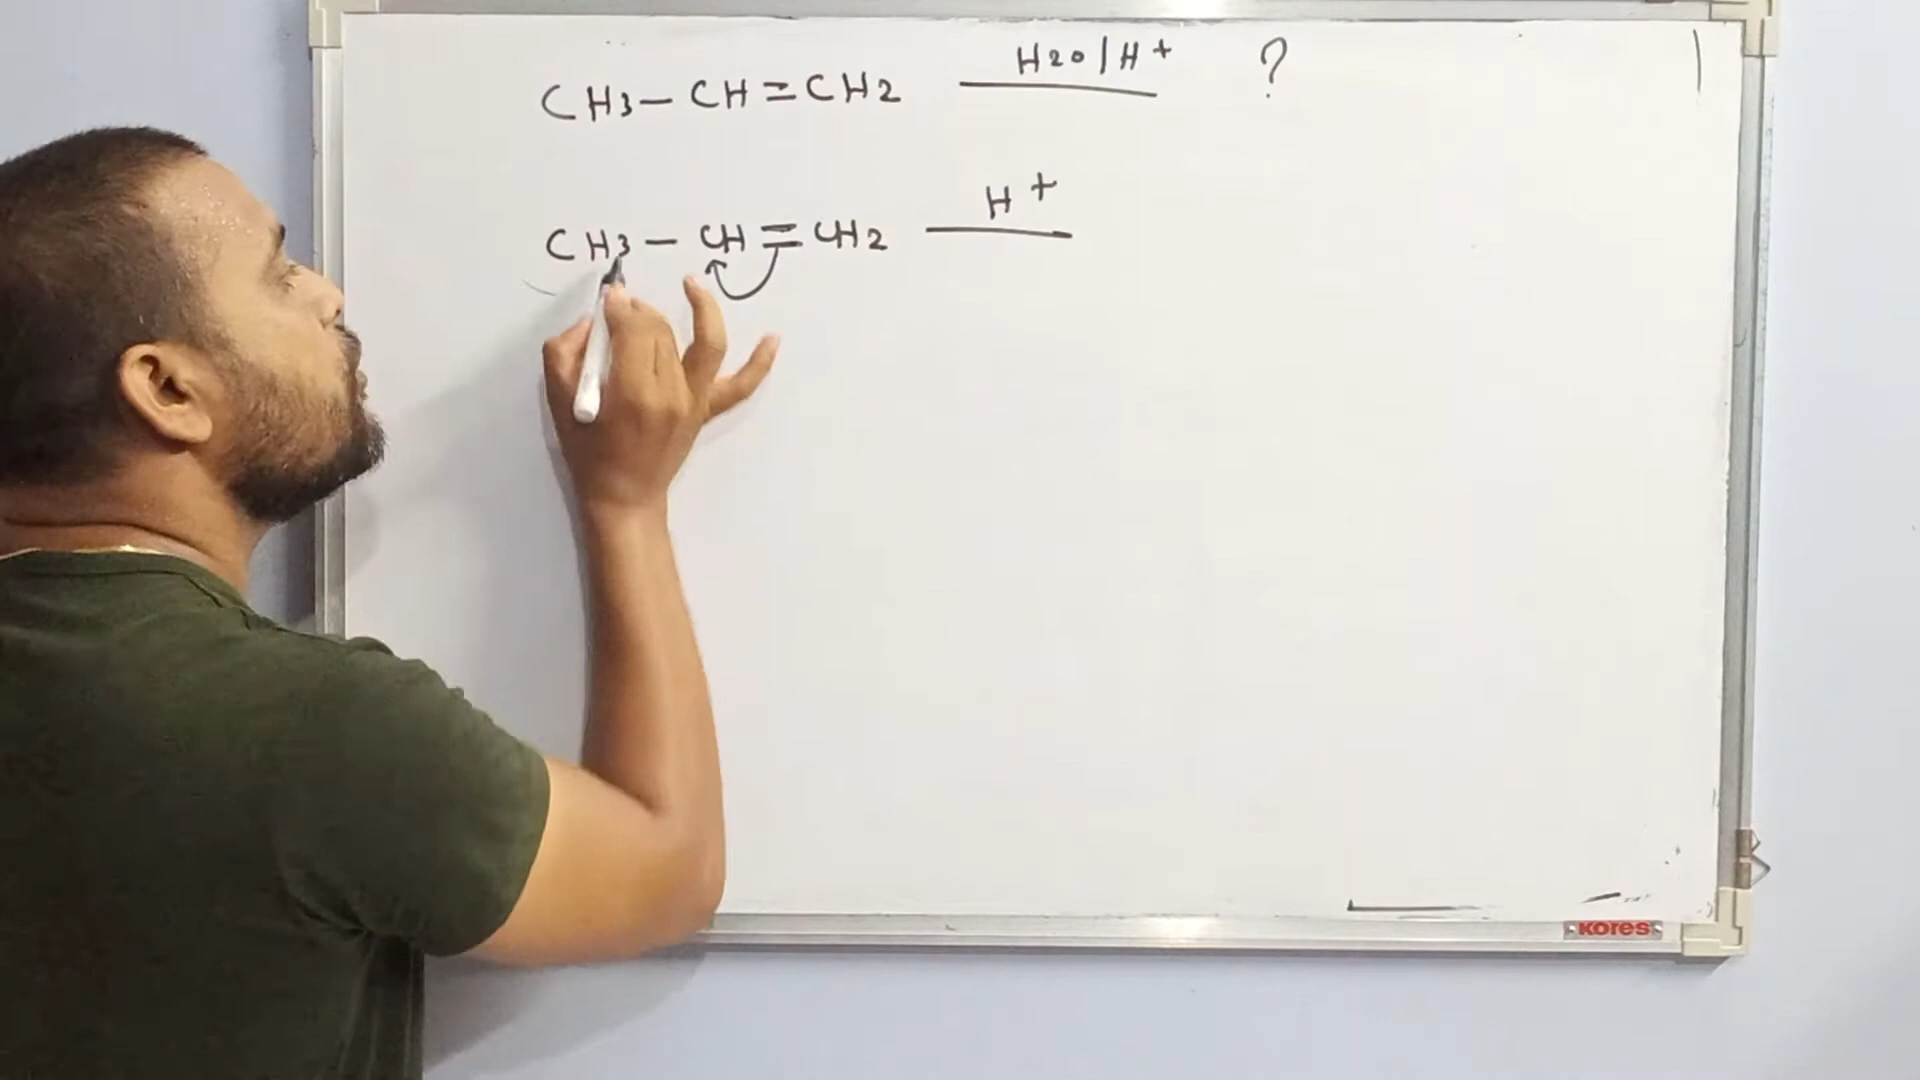 CH3 — CH = CH2 H2O/H+ ?
CH3 — CH = CH2 H+
KORES